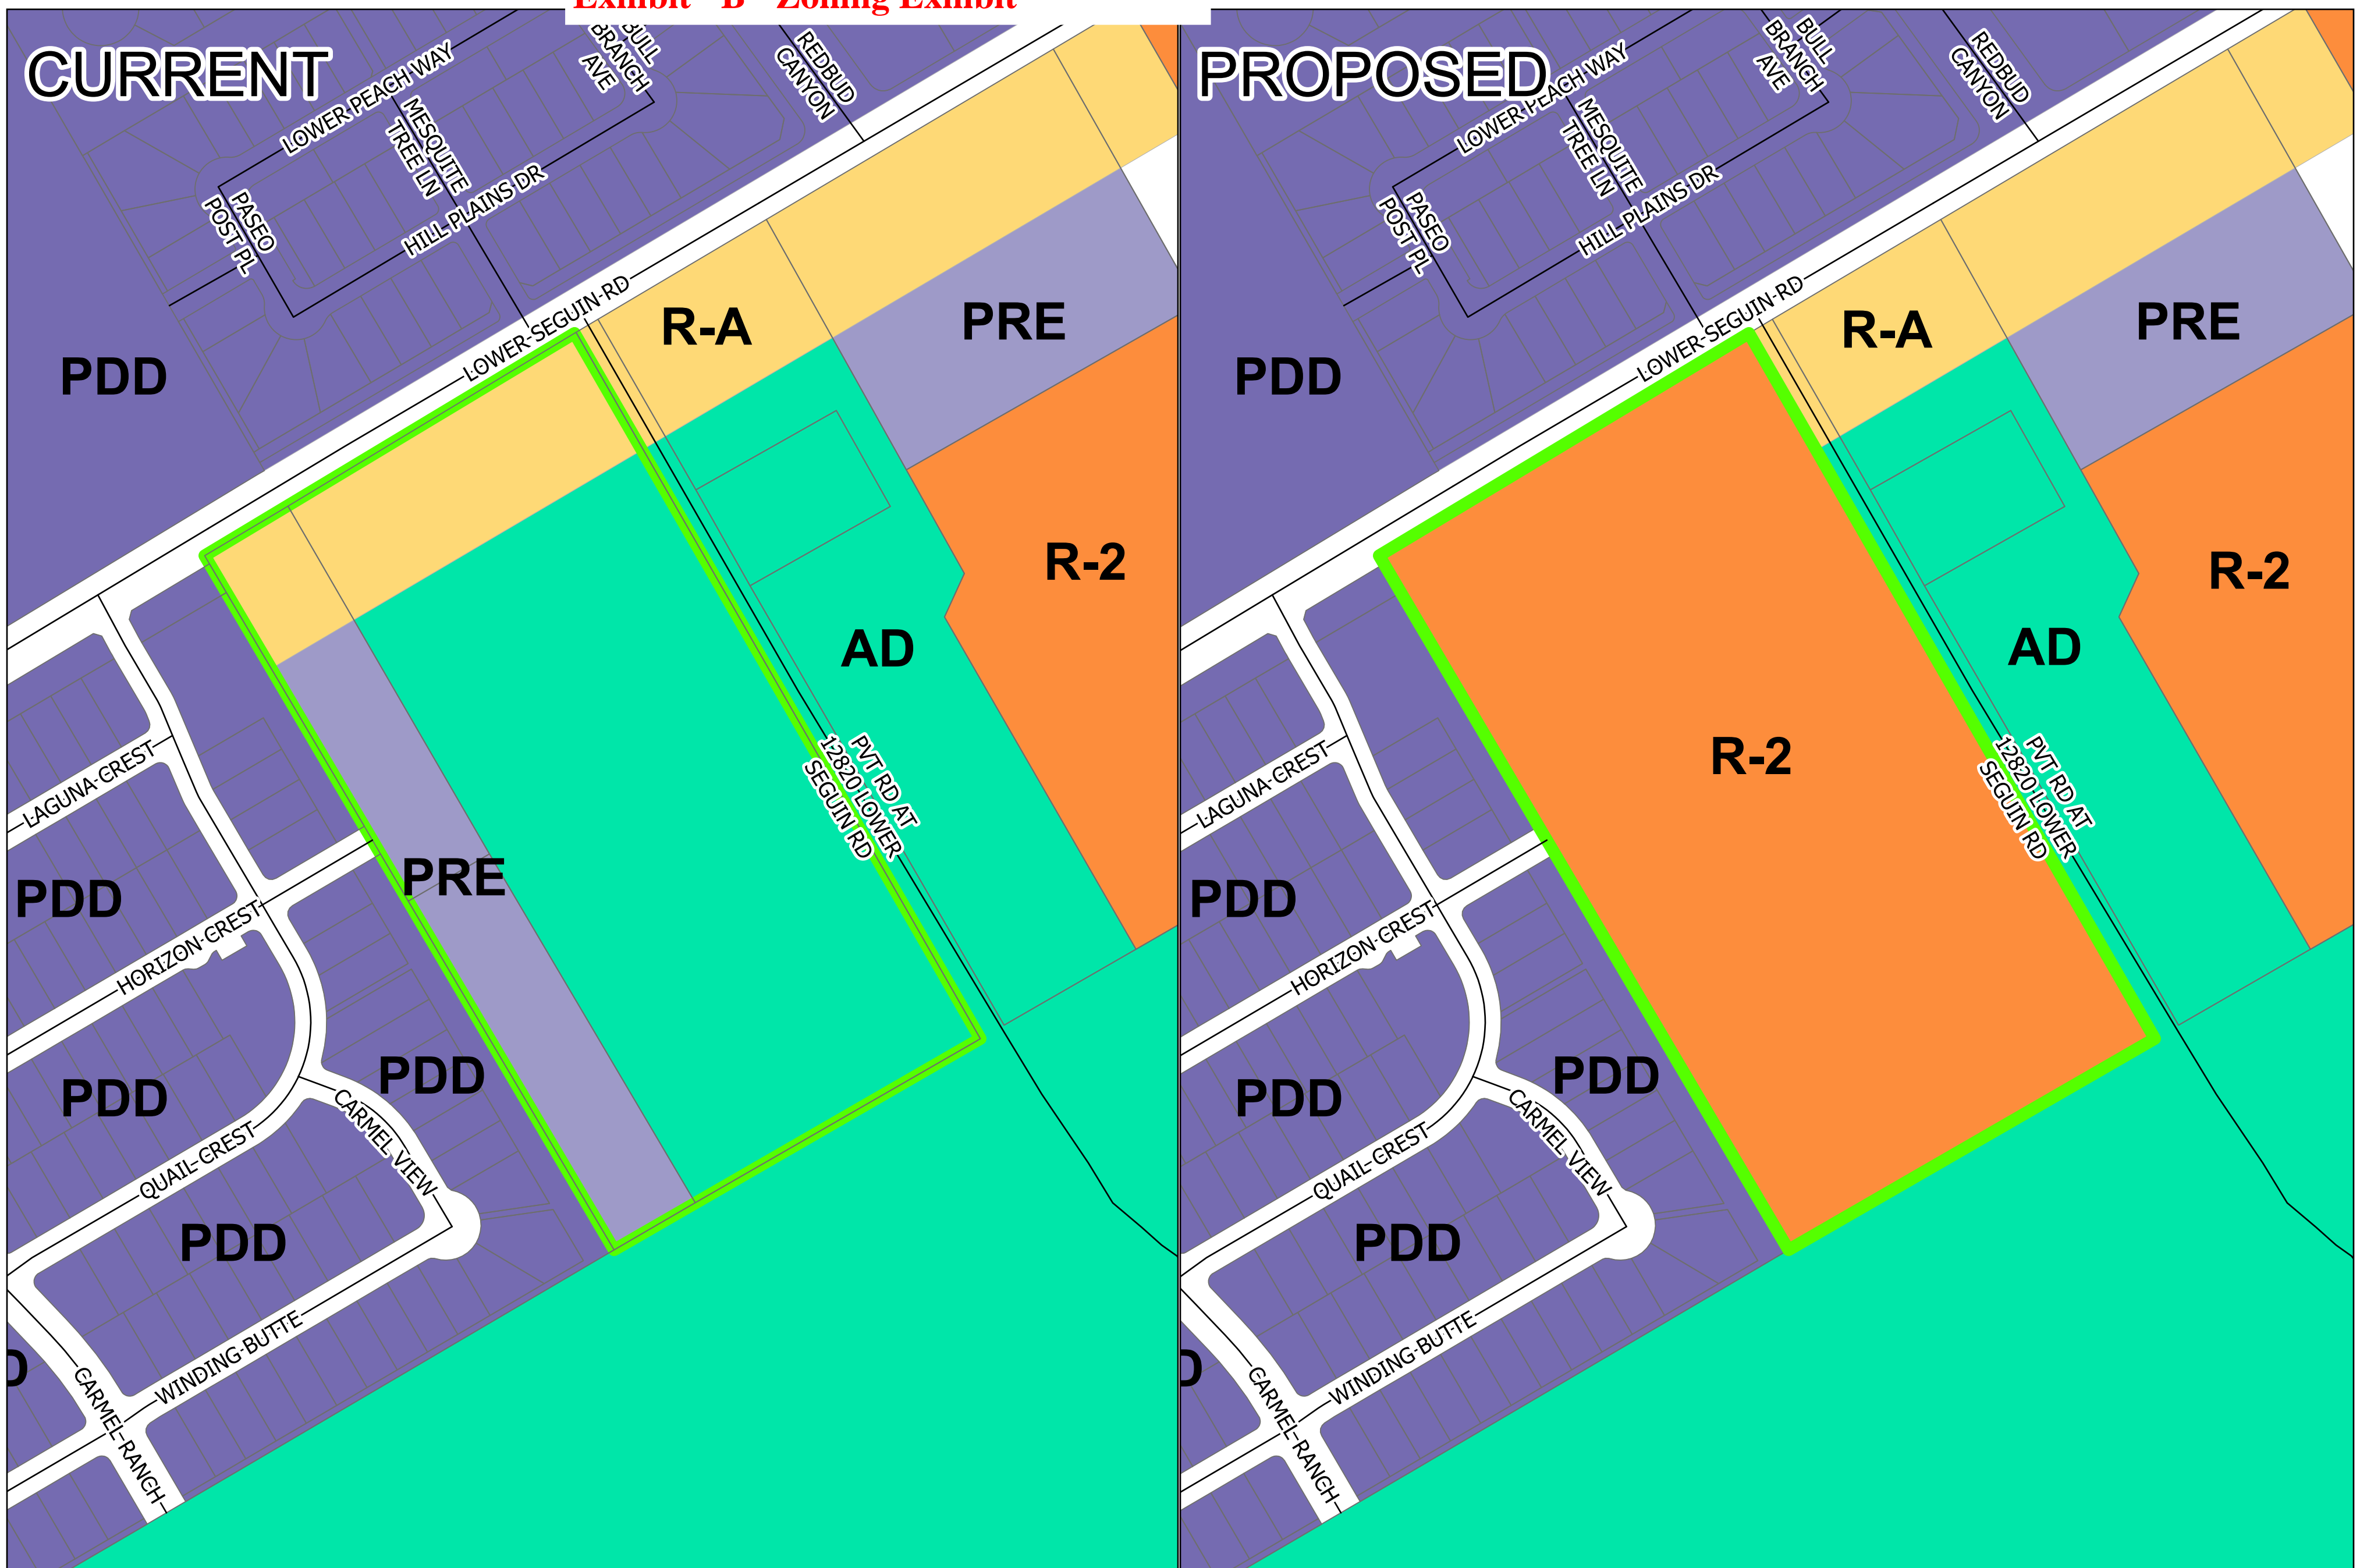 Exhibit "B" Zoning Exhibit
CURRENT
LOWER PEACH WAY
BULL
BRANCH
AVE
REDBUD
CANYON
MESQUITE
TREE LN
PASEO
POST PL
HILL PLAINS DR
LOWER SEGUIN RD
R-A
PRE
PDD
R-2
AD
PVT RD AT
12820 LOWER
SEGUIN RD
LAGUNA CREST
PDD
PRE
HORIZON CREST
PDD
PDD
CARMEL VIEW
QUAIL CREST
PDD
WINDING BUTTE
D
CARMEL RANCH
PROPOSED
LOWER PEACH WAY
BULL
BRANCH
AVE
REDBUD
CANYON
MESQUITE
TREE LN
PASEO
POST PL
HILL PLAINS DR
LOWER SEGUIN RD
R-A
PRE
PDD
R-2
AD
R-2
PVT RD AT
12820 LOWER
SEGUIN RD
LAGUNA CREST
PDD
HORIZON CREST
PDD
PDD
CARMEL VIEW
QUAIL CREST
PDD
WINDING BUTTE
D
CARMEL RANCH